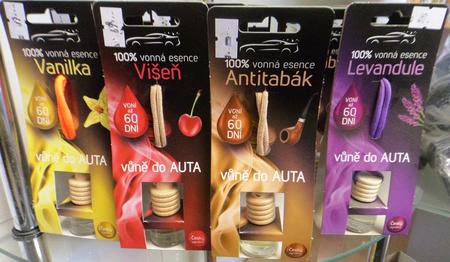 100% vonná esence
Vanilka
VONÍ až
60
DNÍ
vůně do AUTA
100% vonná esence
Višeň
VONÍ až
60
DNÍ
vůně do AUTA
100% vonná esence
Antitabák
VONÍ až
60
DNÍ
vůně do AUTA
100% vonná esence
Levandule
VONÍ až
60
DNÍ
vůně do AUTA